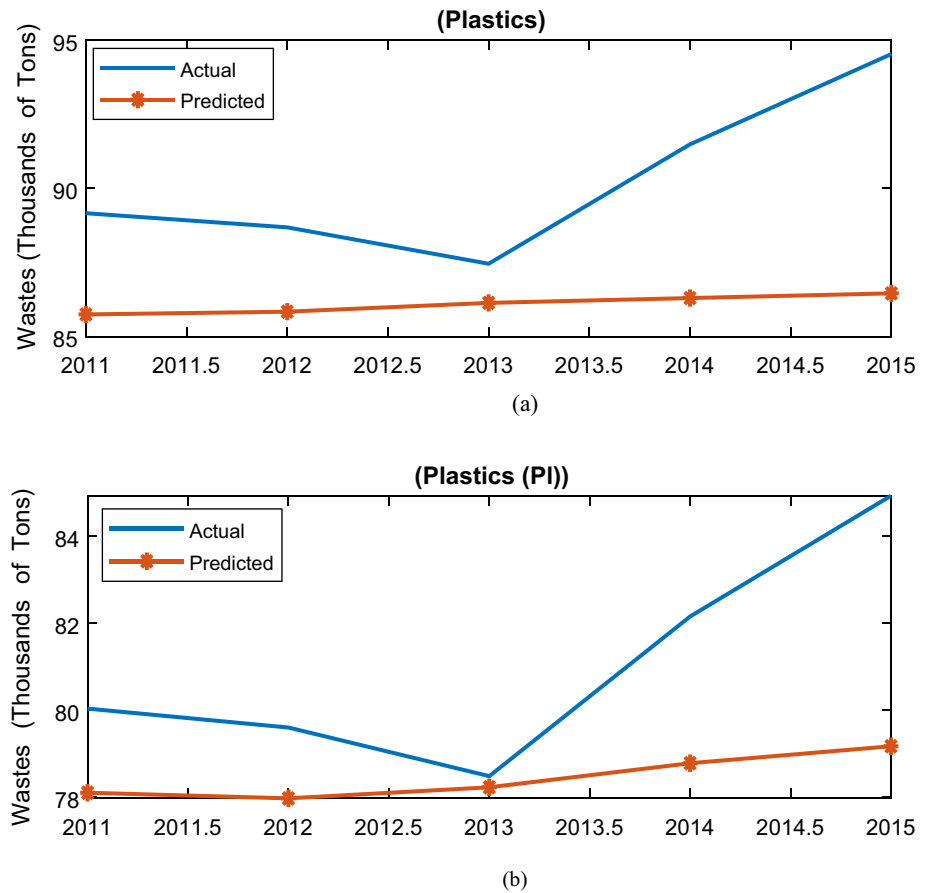 (Plastics)
Wastes (Thousands of Tons)
95
90
85
Actual
Predicted
2011 2011.5 2012 2012.5 2013 2013.5 2014 2014.5 2015
(a)
(Plastics (PI))
Wastes (Thousands of Tons)
84
82
80
78
Actual
Predicted
2011 2011.5 2012 2012.5 2013 2013.5 2014 2014.5 2015
(b)